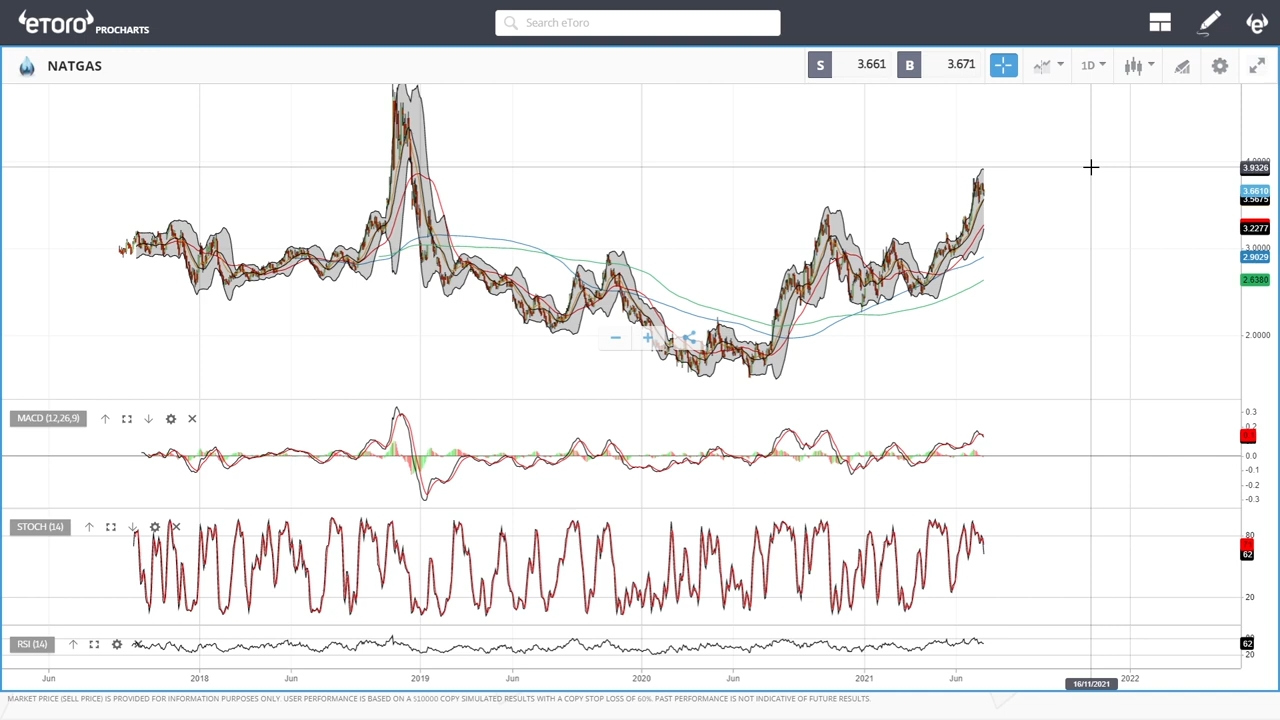 eToro PROCHARTS
Search eToro
NATGAS
S 3.661 B 3.671
1D
4.0000
3.9326
3.6610
3.5675
3.2277
3.0000
2.9029
2.6380
2.0000
MACD (12,26,9)
0.3
0.2
0.1
0.0
-0.1
-0.2
-0.3
STOCH (14)
80
62
20
RSI (14)
62
20
Jun 2018 Jun 2019 Jun 2020 Jun 2021 Jun 16/11/2021 2022
MARKET PRICE (SELL PRICE) IS PROVIDED FOR INFORMATION PURPOSES ONLY. USER PERFORMANCE IS BASED ON A $10000 COPY SIMULATED RESULTS WITH A COPY STOP LOSS OF 60%. PAST PERFORMANCE IS NOT INDICATIVE OF FUTURE RESULTS.